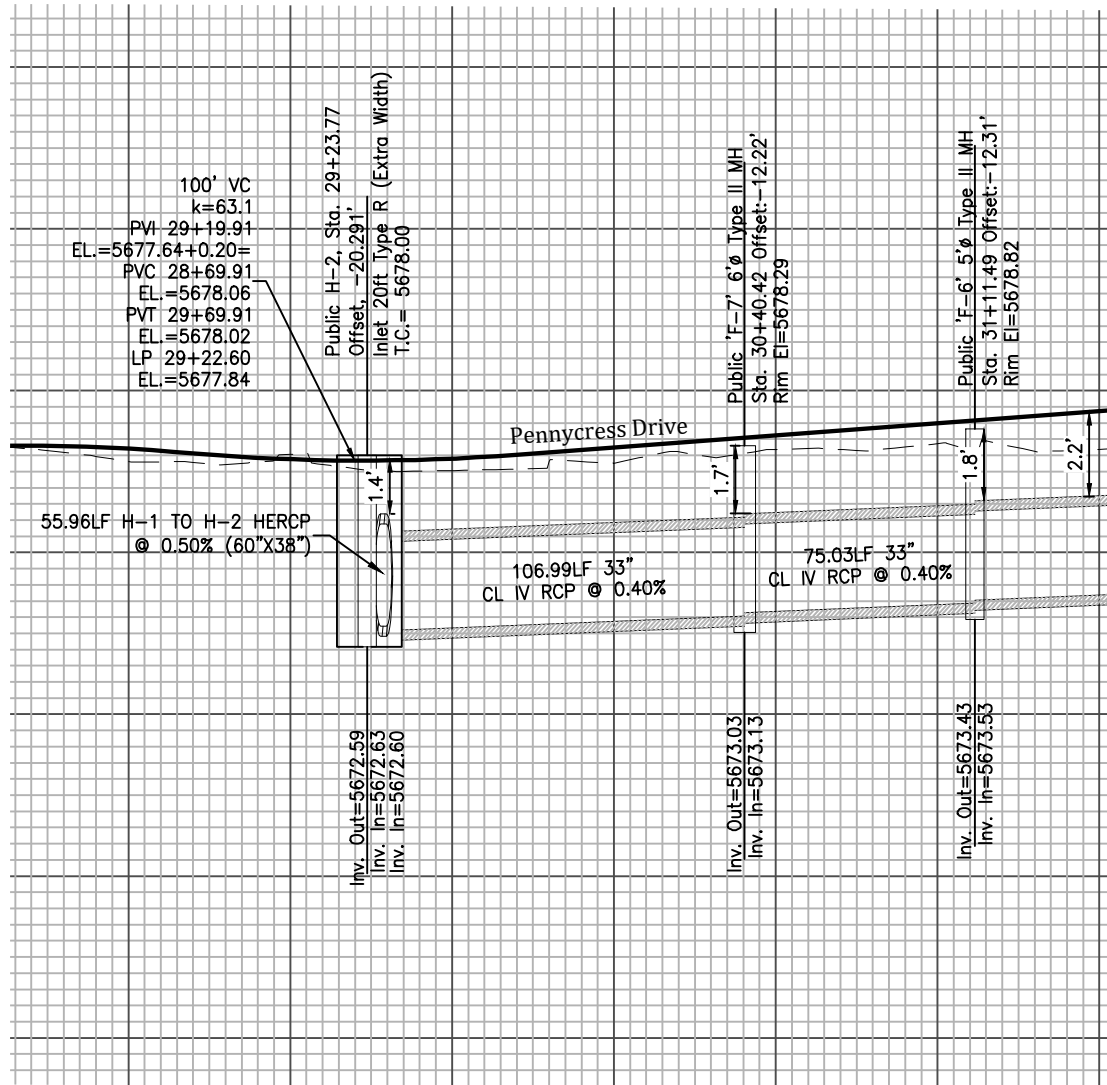 100' VC
k=63.1
PVI 29+19.91
EL.=5677.64+0.20=
PVC 28+69.91
EL.=5678.06
PVT 29+69.91
EL.=5678.02
LP 29+22.60
EL.=5677.84
Public H-2, Sta. 29+23.77
Offset, -20.291'
Inlet 20ft Type R (Extra Width)
T.C.= 5678.00
Public 'F-7' 6'ø Type II MH
Sta. 30+40.42 Offset:-12.22'
Rim El=5678.29
Public 'F-6' 5'ø Type II MH
Sta. 31+11.49 Offset:-12.31'
Rim El=5678.82
Pennycress Drive
1.4'
1.7'
1.8'
2.2'
55.96LF H-1 TO H-2 HERCP
@ 0.50% (60"X38")
106.99LF 33"
CL IV RCP @ 0.40%
75.03LF 33"
CL IV RCP @ 0.40%
Inv. Out=5672.59
Inv. In=5672.63
Inv. In=5672.60
Inv. Out=5673.03
Inv. In=5673.13
Inv. Out=5673.43
Inv. In=5673.53